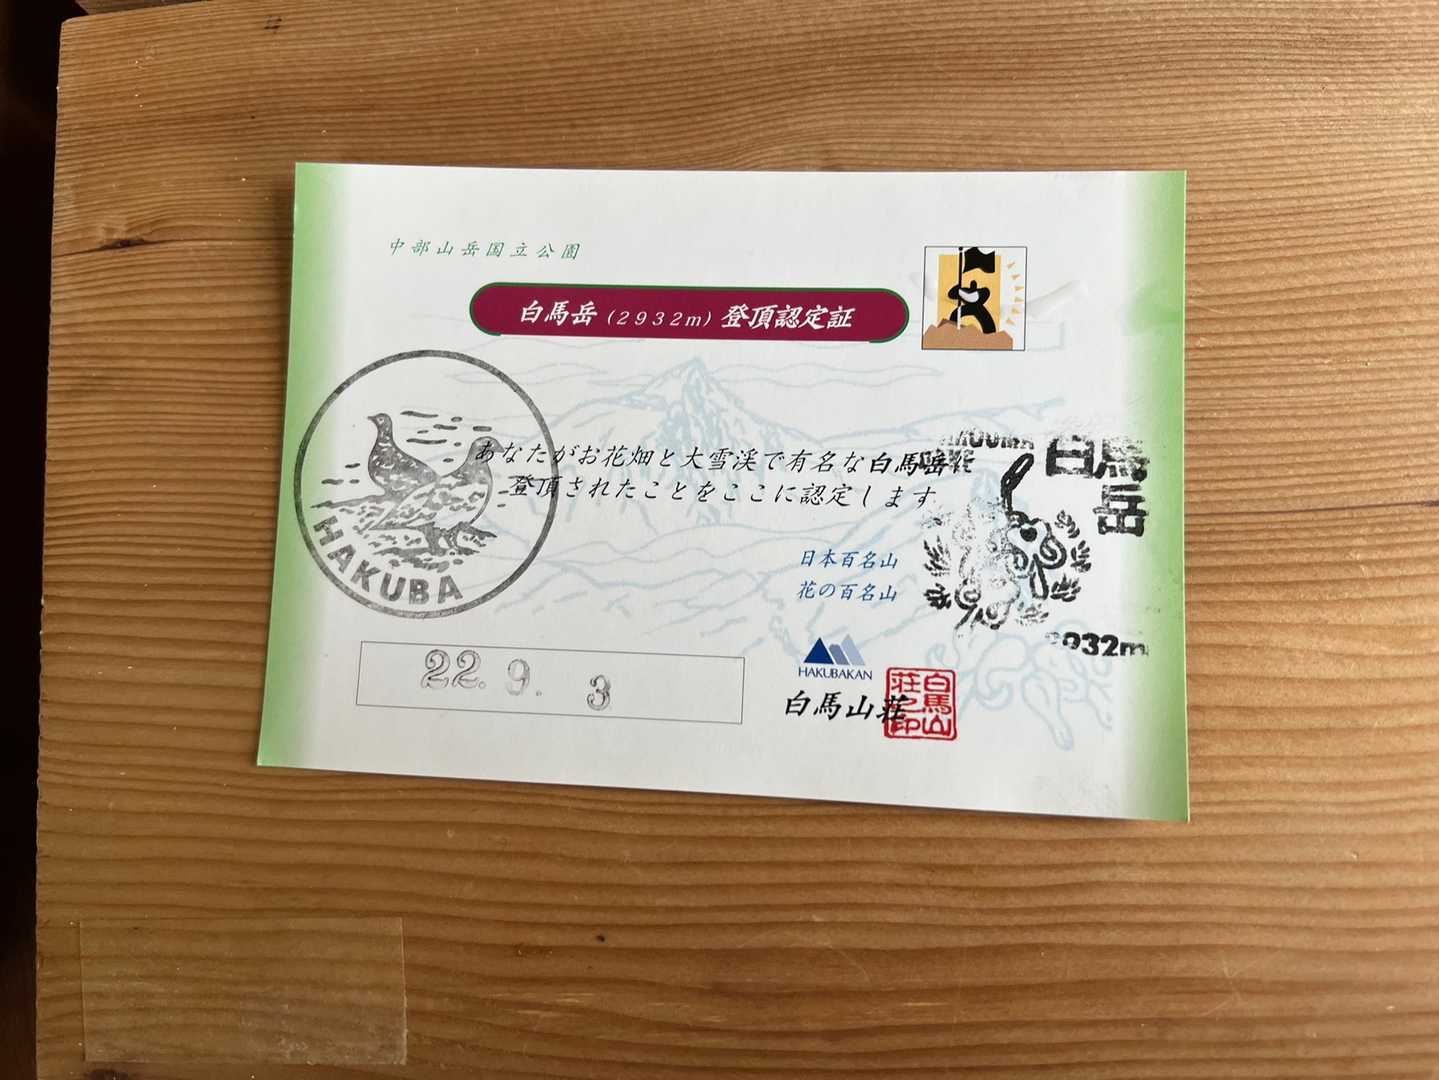 中部山岳国立公園
白馬岳(2932m)登頂認定証
あなたがお花畑と大雪渓で有名な白馬岳に
登頂されたことをここに認定します
HAKUBA
白馬岳
2932m
日本百名山
花の百名山
22.9.3
HAKUBAKAN
白馬山荘
白馬山
荘之印